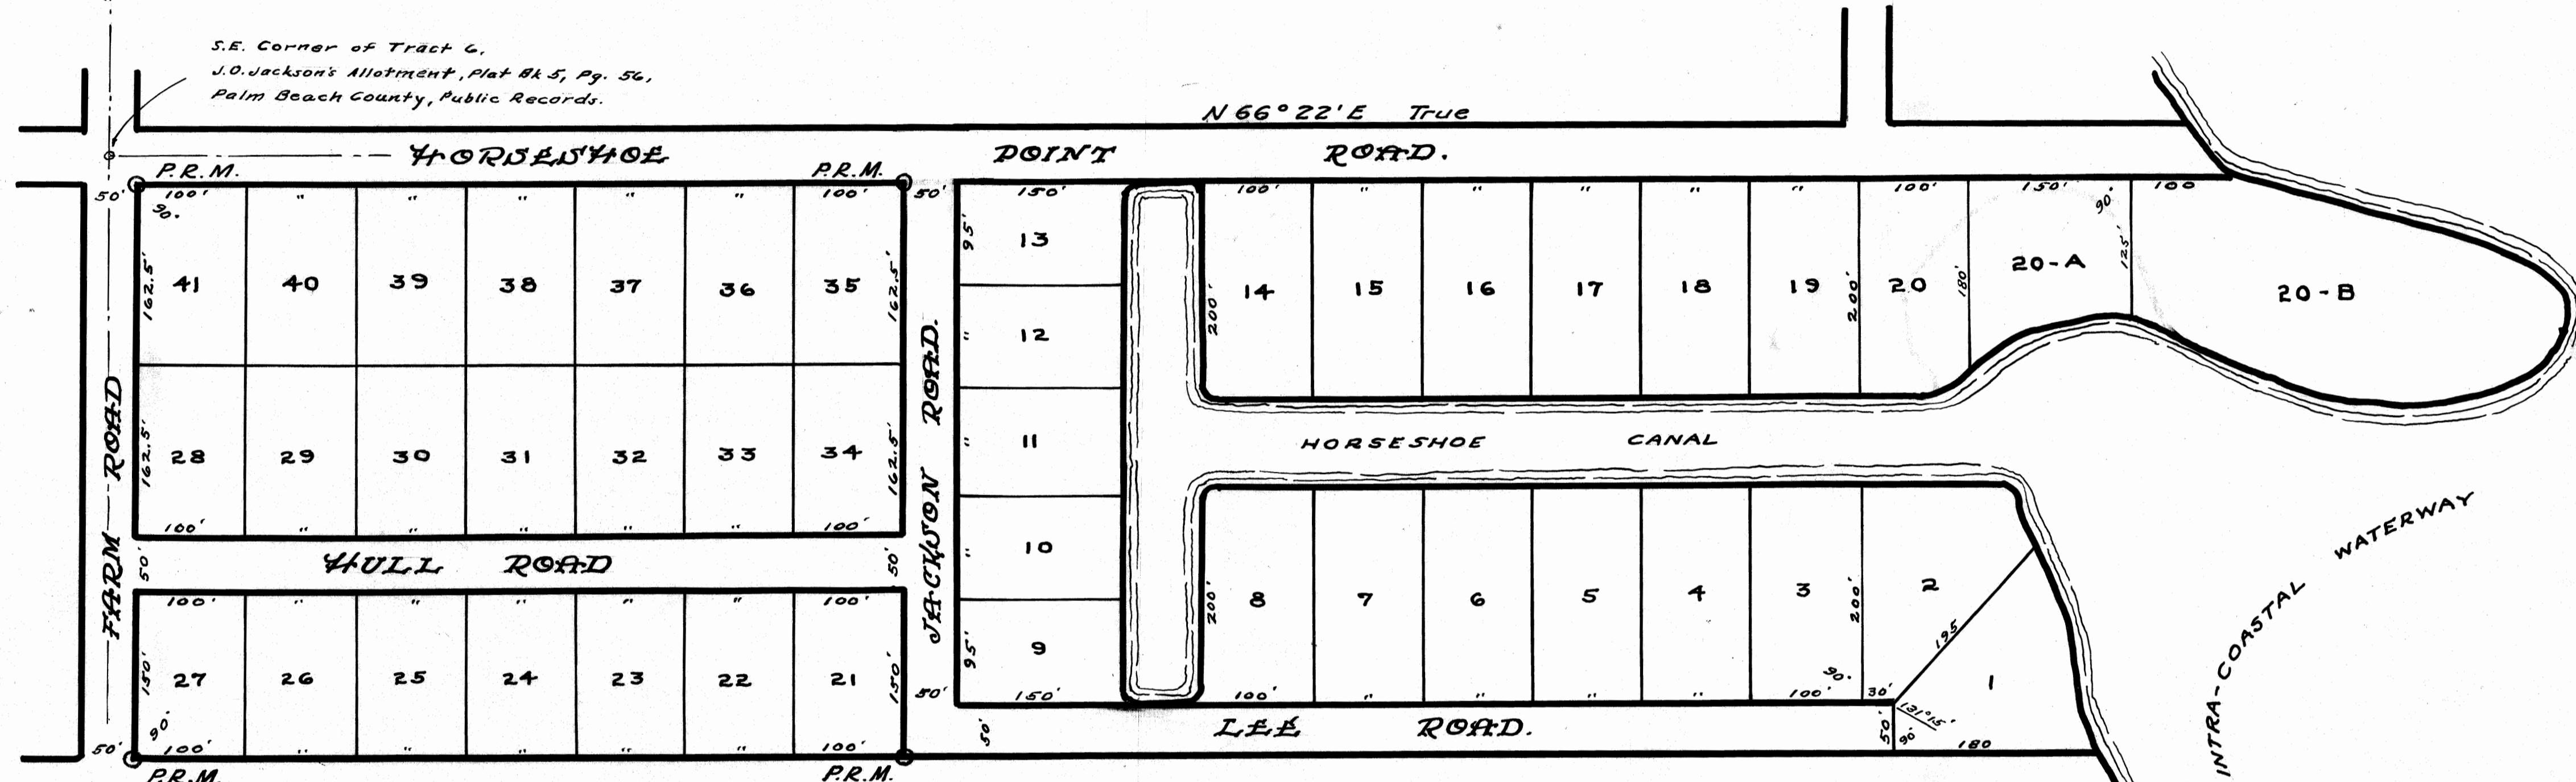 S.E. Corner of Tract 6,
J.O. Jackson's Allotment, Plat Bk 5, Pg. 56,
Palm Beach County, Public Records.
N 66° 22' E True
HORSESHOE POINT ROAD.
P.R.M. P.R.M.
50' 100' " " " " " 100' 50' 150' 100' " " " " " 100' 150' 90° 100
90°
162.5' 41 40 39 38 37 36 35 162.5'
95' 13
12 "
11 "
10 "
9 95'
150'
200' 14 15 16 17 18 19 200' 20 180' 20-A 125' 20-B
FARM ROAD
JACKSON ROAD.
HORSESHOE CANAL
162.5' 28 29 30 31 32 33 34 162.5'
100' " " " " " 100'
50' HULL ROAD 50'
100' " " " " " 100'
150' 27 26 25 24 23 22 21 150'
90°
50' 100' " " " " " 100'
P.R.M. P.R.M.
200' 8 7 6 5 4 3 200' 2 195 1
90°
50' 100' " " " " 100' 30'
131°15'
50' LEE ROAD. 50' 90° 180
INTRA-COASTAL WATERWAY